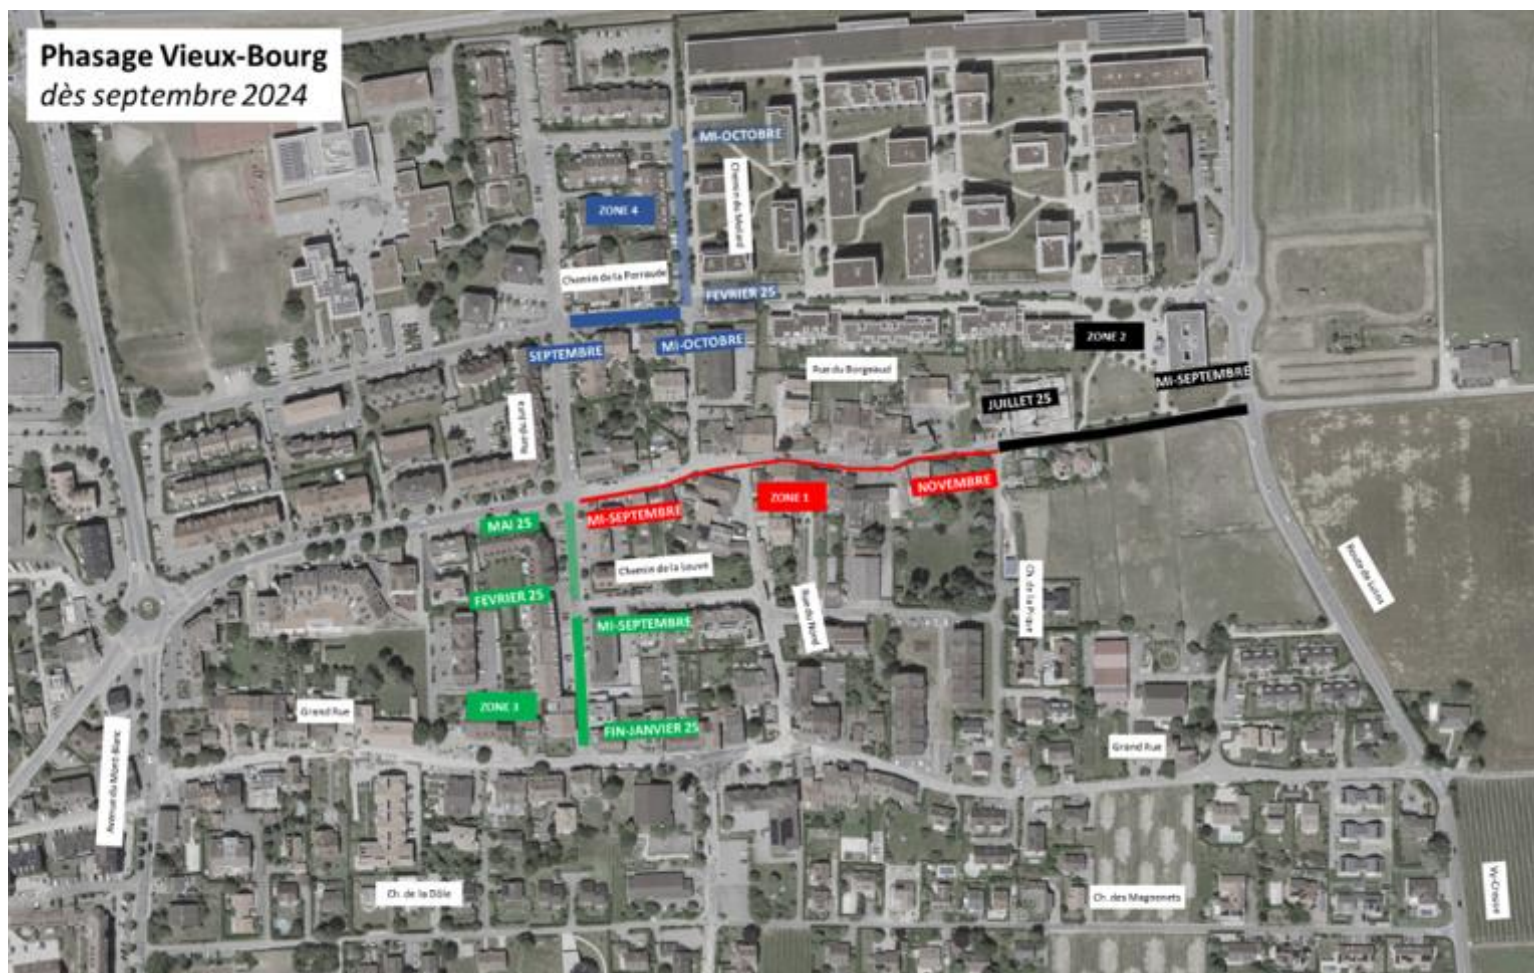 Phasage Vieux-Bourg
dès septembre 2024
MI-OCTOBRE
Chemin du Molard
ZONE 4
Chemin de la Perroude
FEVRIER 25
SEPTEMBRE
MI-OCTOBRE
ZONE 2
Rue du Borgeaud
MI-SEPTEMBRE
JUILLET 25
Rue du Jura
NOVEMBRE
ZONE 1
MI-SEPTEMBRE
MAI 25
Chemin de la Louve
FEVRIER 25
MI-SEPTEMBRE
Rue du Nord
Ch. de la Prave
Route de
ZONE 3
FIN-JANVIER 25
Grand Rue
Grand Rue
Avenue du Mont Blanc
Ch. de la Dôle
Ch. des Magnenets
Vy-Creuse